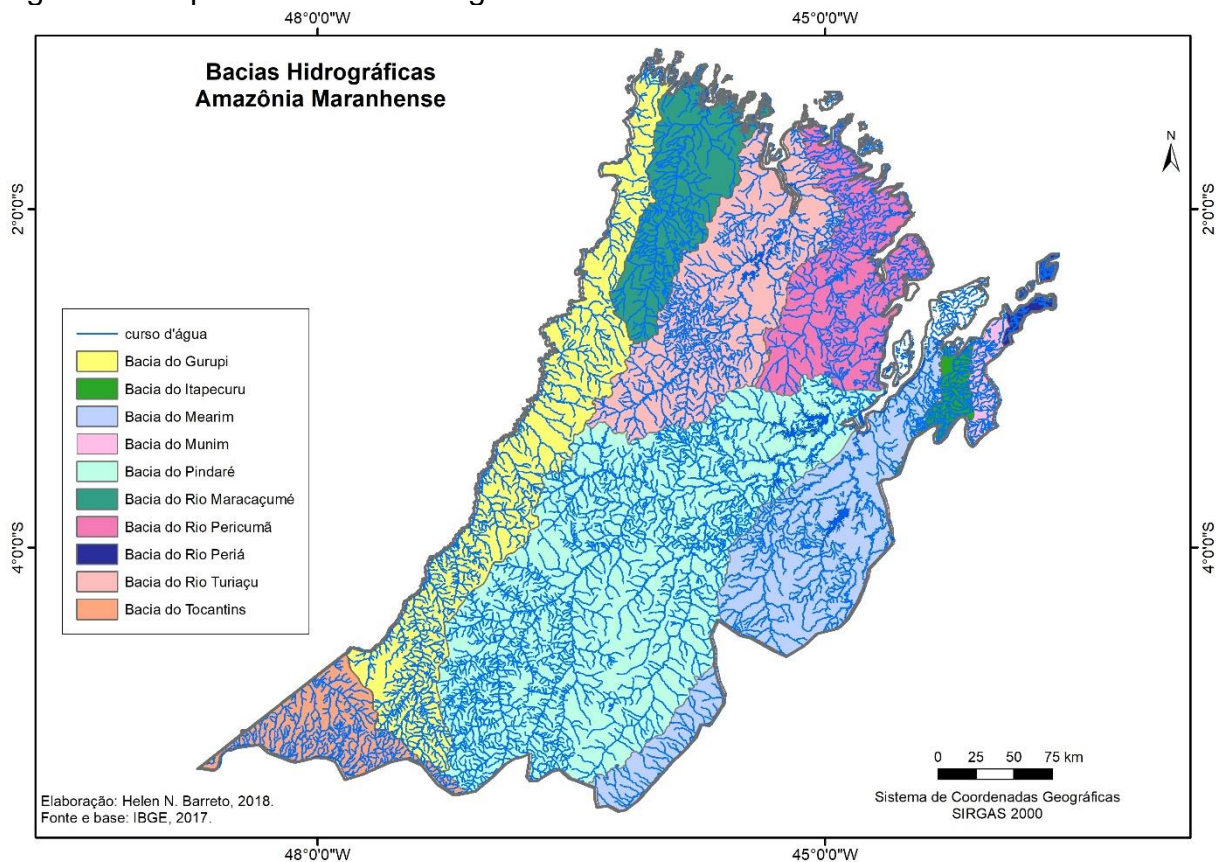 48°0'0"W
45°0'0"W
Bacias Hidrográficas
Amazônia Maranhense
N
2°0'0"S
2°0'0"S
curso d'água
Bacia do Gurupi
Bacia do Itapecuru
Bacia do Mearim
Bacia do Munim
Bacia do Pindaré
Bacia do Rio Maracaçumé
Bacia do Rio Pericumã
Bacia do Rio Periá
Bacia do Rio Turiaçu
Bacia do Tocantins
4°0'0"S
4°0'0"S
0 25 50 75 km
Sistema de Coordenadas Geográficas
SIRGAS 2000
Elaboração: Helen N. Barreto, 2018.
Fonte e base: IBGE, 2017.
48°0'0"W
45°0'0"W